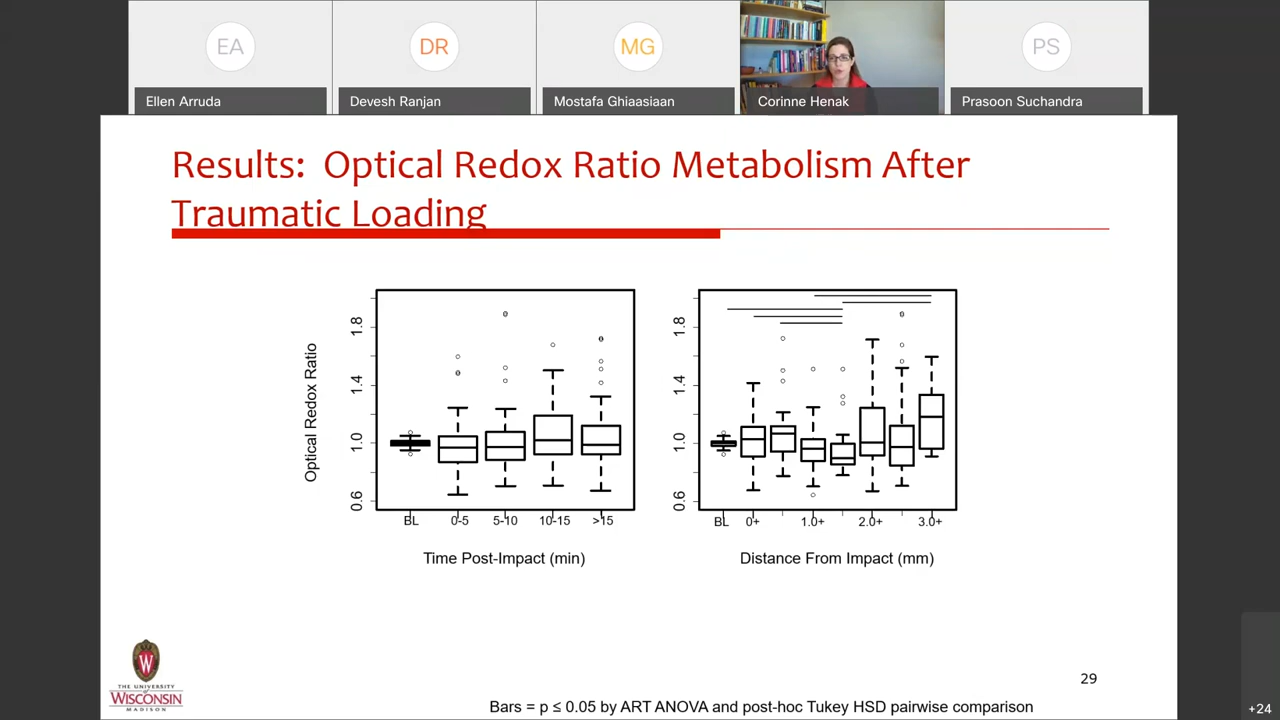 EA
DR
MG
PS
Ellen Arruda
Devesh Ranjan
Mostafa Ghiaasiaan
Corinne Henak
Prasoon Suchandra
Results: Optical Redox Ratio Metabolism After
Traumatic Loading
Optical Redox Ratio
0.6 1.0 1.4 1.8
BL 0-5 5-10 10-15 >15
Time Post-Impact (min)
0.6 1.0 1.4 1.8
BL 0+ 1.0+ 2.0+ 3.0+
Distance From Impact (mm)
W
THE UNIVERSITY
of
WISCONSIN
MADISON
29
Bars = p ≤ 0.05 by ART ANOVA and post-hoc Tukey HSD pairwise comparison
+24